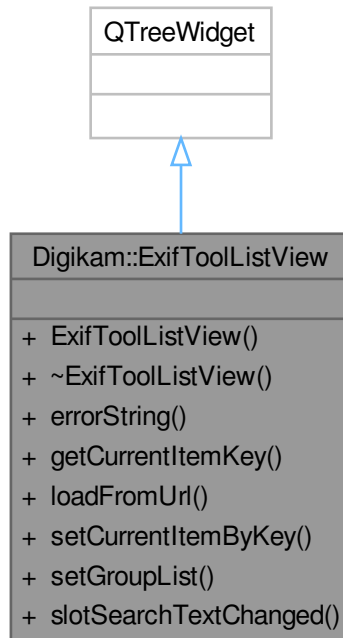 QTreeWidget
Digikam::ExifToolListView
+ ExifToolListView()
+ ~ExifToolListView()
+ errorString()
+ getCurrentItemKey()
+ loadFromUrl()
+ setCurrentItemByKey()
+ setGroupList()
+ slotSearchTextChanged()